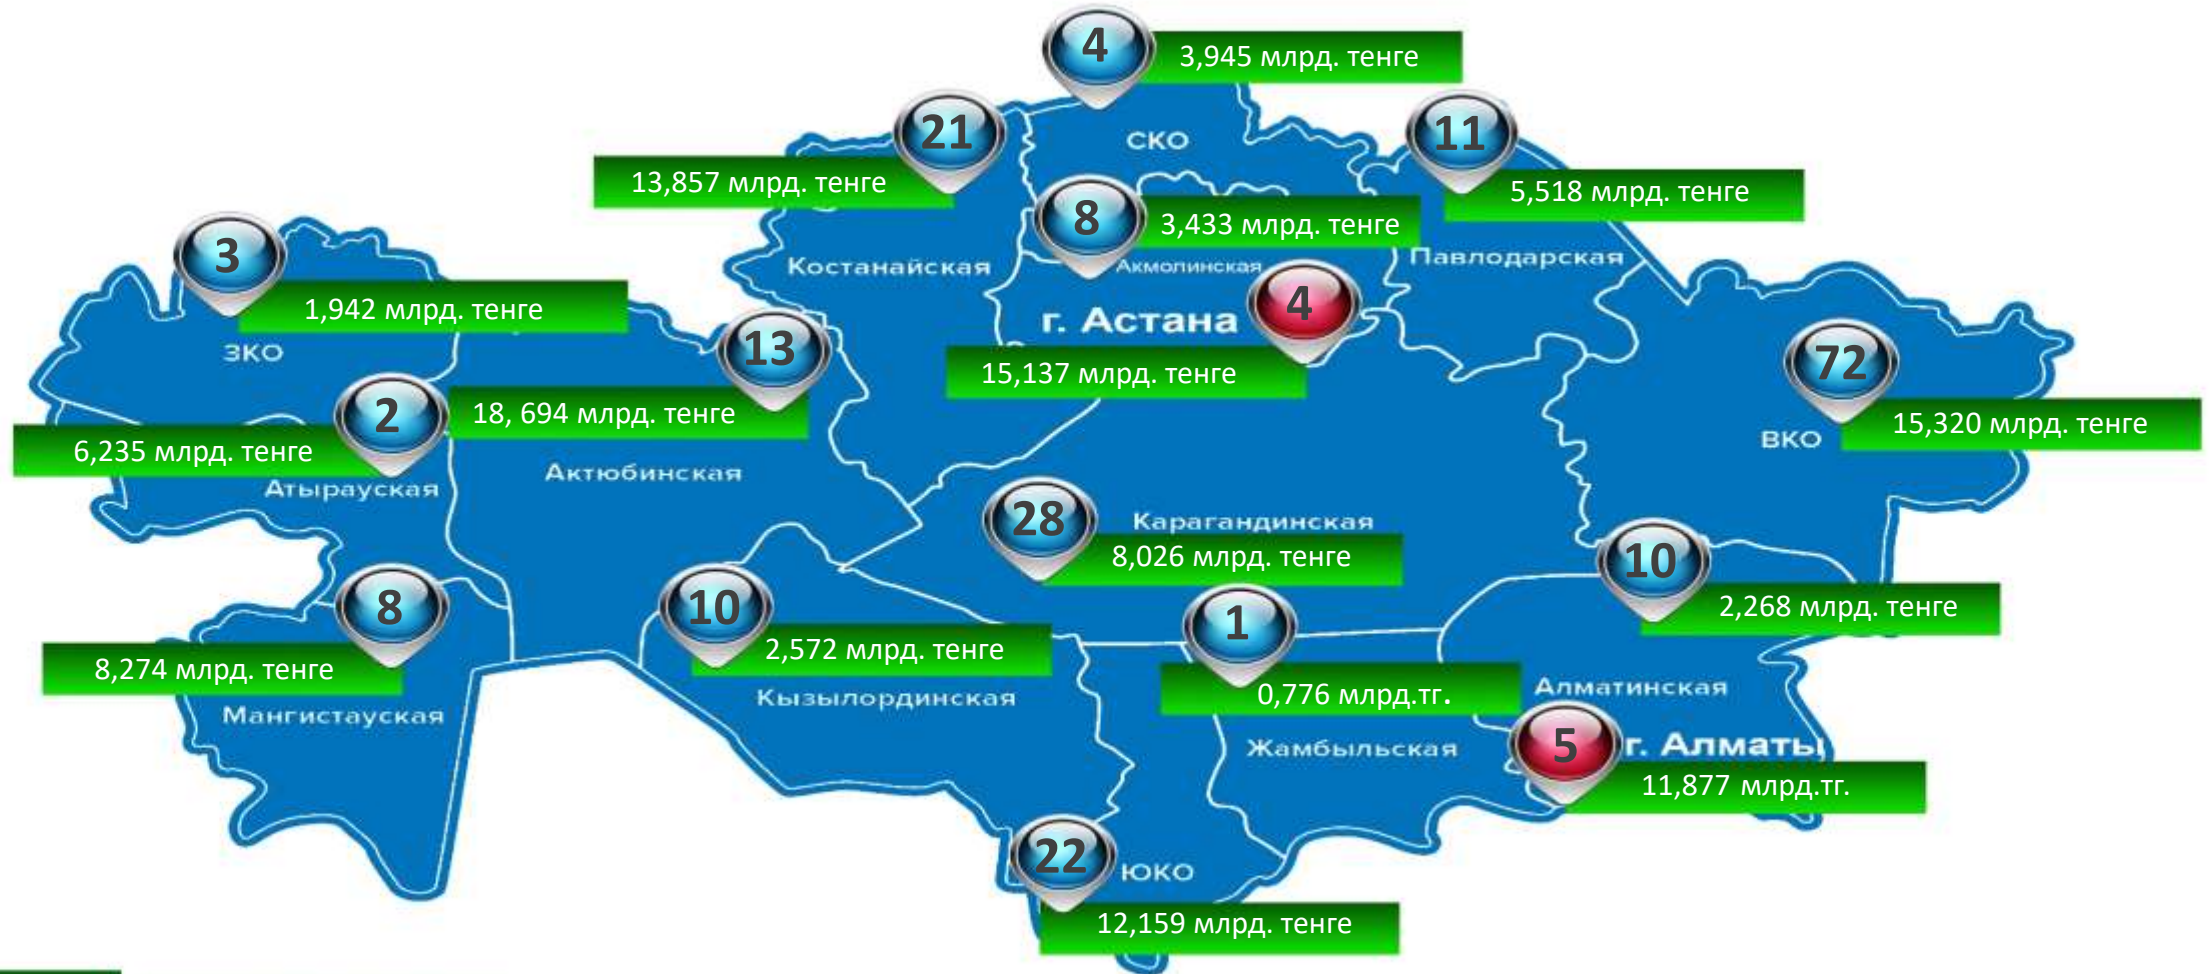 4
3,945 млрд. тенге
21
11
СКО
13,857 млрд. тенге
5,518 млрд. тенге
8
3,433 млрд. тенге
3
Костанайская
Акмолинская
Павлодарская
1,942 млрд. тенге
г. Астана
4
ЗКО
13
72
15,137 млрд. тенге
2
18, 694 млрд. тенге
15,320 млрд. тенге
6,235 млрд. тенге
ВКО
Актюбинская
Атырауская
28
Карагандинская
8,026 млрд. тенге
10
8
10
1
2,268 млрд. тенге
2,572 млрд. тенге
8,274 млрд. тенге
0,776 млрд.тг.
Кызылординская
Алматинская
Мангистауская
Жамбыльская
5
г. Алматы
11,877 млрд.тг.
22
ЮКО
12,159 млрд. тенге